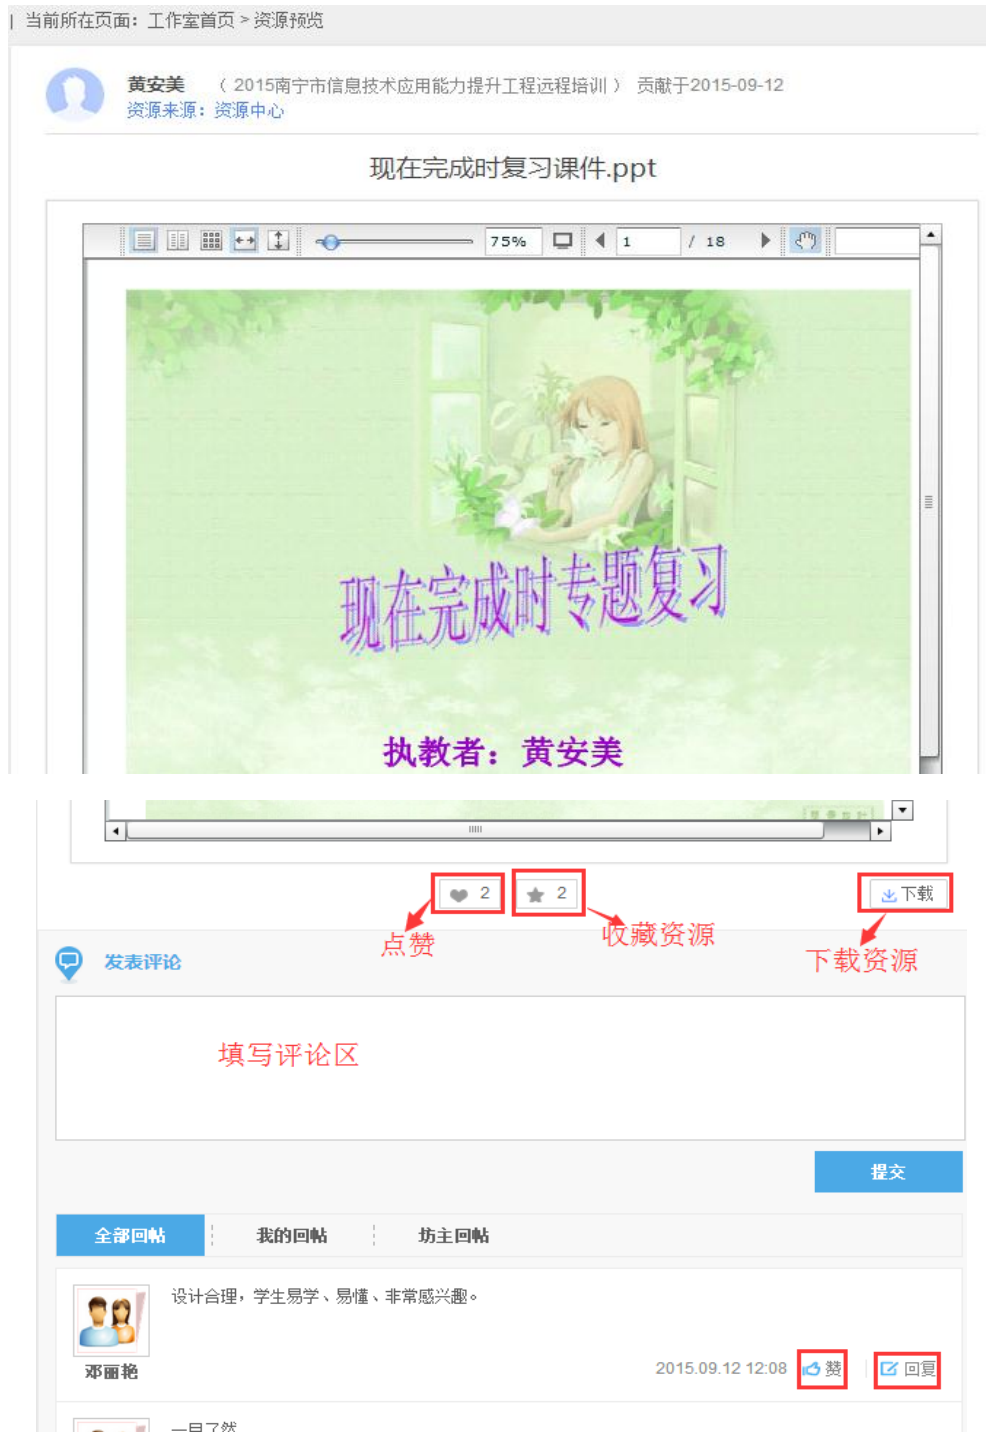 当前所在页面：工作室首页 > 资源预览
黄安美 （ 2015南宁市信息技术应用能力提升工程远程培训 ） 贡献于2015-09-12
资源来源：资源中心
现在完成时复习课件.ppt
75% 1 / 18
现在完成时专题复习
执教者：黄安美
2 2 下载
点赞 收藏资源 下载资源
发表评论
填写评论区
提交
全部回帖 我的回帖 坊主回帖
设计合理，学生易学、易懂、非常感兴趣。
邓丽艳
2015.09.12 12:08 赞 回复
一目了然